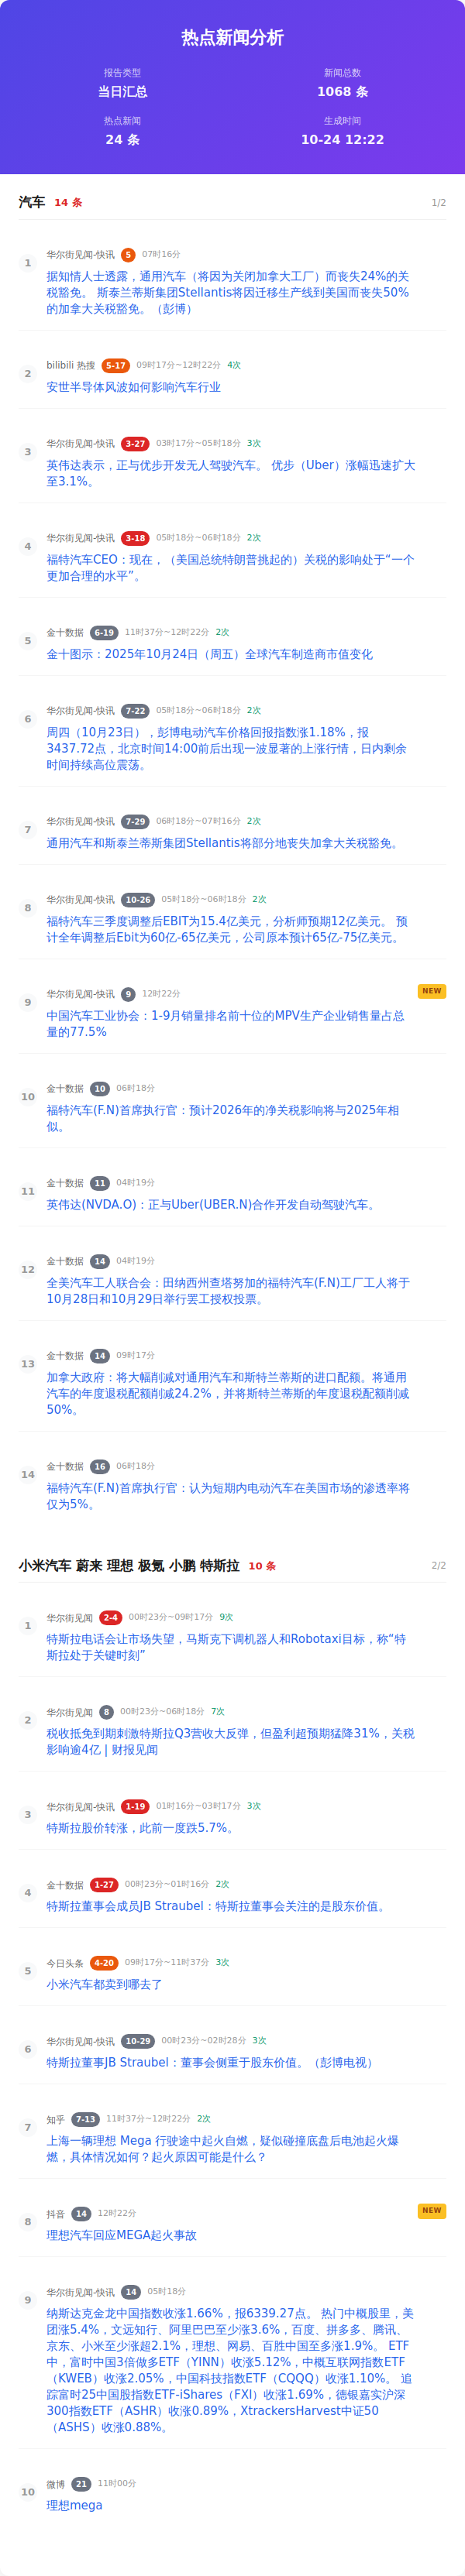 热点新闻分析
报告类型
当日汇总
新闻总数
1068 条
热点新闻
24 条
生成时间
10-24 12:22
汽车 14 条 1/2
1
华尔街见闻-快讯 5 07时16分
据知情人士透露，通用汽车（将因为关闭加拿大工厂）而丧失24%的关
税豁免。 斯泰兰蒂斯集团Stellantis将因迁移生产线到美国而丧失50%
的加拿大关税豁免。（彭博）
2
bilibili 热搜 5-17 09时17分~12时22分 4次
安世半导体风波如何影响汽车行业
3
华尔街见闻-快讯 3-27 03时17分~05时18分 3次
英伟达表示，正与优步开发无人驾驶汽车。 优步（Uber）涨幅迅速扩大
至3.1%。
4
华尔街见闻-快讯 3-18 05时18分~06时18分 2次
福特汽车CEO：现在，（美国总统特朗普挑起的）关税的影响处于“一个
更加合理的水平”。
5
金十数据 6-19 11时37分~12时22分 2次
金十图示：2025年10月24日（周五）全球汽车制造商市值变化
6
华尔街见闻-快讯 7-22 05时18分~06时18分 2次
周四（10月23日），彭博电动汽车价格回报指数涨1.18%，报
3437.72点，北京时间14:00前后出现一波显著的上涨行情，日内剩余
时间持续高位震荡。
7
华尔街见闻-快讯 7-29 06时18分~07时16分 2次
通用汽车和斯泰兰蒂斯集团Stellantis将部分地丧失加拿大关税豁免。
8
华尔街见闻-快讯 10-26 05时18分~06时18分 2次
福特汽车三季度调整后EBIT为15.4亿美元，分析师预期12亿美元。 预
计全年调整后Ebit为60亿-65亿美元，公司原本预计65亿-75亿美元。
9
华尔街见闻-快讯 9 12时22分 NEW
中国汽车工业协会：1-9月销量排名前十位的MPV生产企业销售量占总
量的77.5%
10
金十数据 10 06时18分
福特汽车(F.N)首席执行官：预计2026年的净关税影响将与2025年相
似。
11
金十数据 11 04时19分
英伟达(NVDA.O)：正与Uber(UBER.N)合作开发自动驾驶汽车。
12
金十数据 14 04时19分
全美汽车工人联合会：田纳西州查塔努加的福特汽车(F.N)工厂工人将于
10月28日和10月29日举行罢工授权投票。
13
金十数据 14 09时17分
加拿大政府：将大幅削减对通用汽车和斯特兰蒂斯的进口配额。将通用
汽车的年度退税配额削减24.2%，并将斯特兰蒂斯的年度退税配额削减
50%。
14
金十数据 16 06时18分
福特汽车(F.N)首席执行官：认为短期内电动汽车在美国市场的渗透率将
仅为5%。
小米汽车 蔚来 理想 极氪 小鹏 特斯拉 10 条 2/2
1
华尔街见闻 2-4 00时23分~09时17分 9次
特斯拉电话会让市场失望，马斯克下调机器人和Robotaxi目标，称“特
斯拉处于关键时刻”
2
华尔街见闻 8 00时23分~06时18分 7次
税收抵免到期刺激特斯拉Q3营收大反弹，但盈利超预期猛降31%，关税
影响逾4亿 | 财报见闻
3
华尔街见闻-快讯 1-19 01时16分~03时17分 3次
特斯拉股价转涨，此前一度跌5.7%。
4
金十数据 1-27 00时23分~01时16分 2次
特斯拉董事会成员JB Straubel：特斯拉董事会关注的是股东价值。
5
今日头条 4-20 09时17分~11时37分 3次
小米汽车都卖到哪去了
6
华尔街见闻-快讯 10-29 00时23分~02时28分 3次
特斯拉董事JB Straubel：董事会侧重于股东价值。（彭博电视）
7
知乎 7-13 11时37分~12时22分 2次
上海一辆理想 Mega 行驶途中起火自燃，疑似碰撞底盘后电池起火爆
燃，具体情况如何？起火原因可能是什么？
8
抖音 14 12时22分 NEW
理想汽车回应MEGA起火事故
9
华尔街见闻-快讯 14 05时18分
纳斯达克金龙中国指数收涨1.66%，报6339.27点。 热门中概股里，美
团涨5.4%，文远知行、阿里巴巴至少涨3.6%，百度、拼多多、腾讯、
京东、小米至少涨超2.1%，理想、网易、百胜中国至多涨1.9%。 ETF
中，富时中国3倍做多ETF（YINN）收涨5.12%，中概互联网指数ETF
（KWEB）收涨2.05%，中国科技指数ETF（CQQQ）收涨1.10%。 追
踪富时25中国股指数ETF-iShares（FXI）收涨1.69%，德银嘉实沪深
300指数ETF（ASHR）收涨0.89%，XtrackersHarvest中证50
（ASHS）收涨0.88%。
10
微博 21 11时00分
理想mega